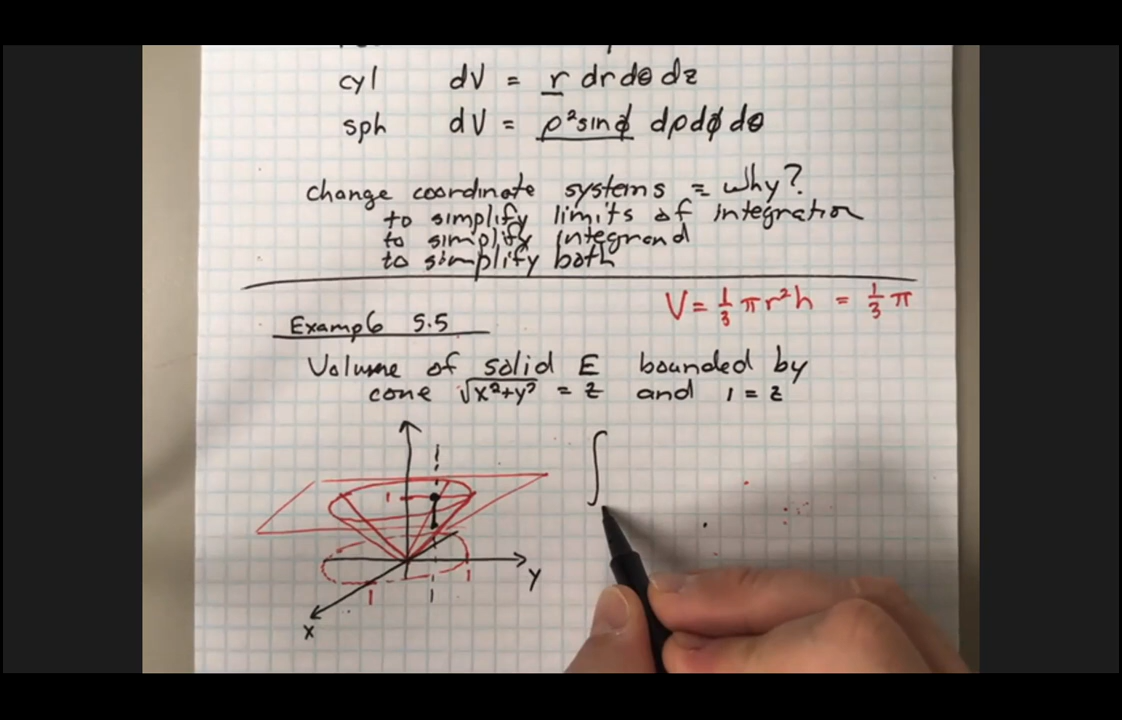 cyl dV = r dr dθ dz
sph dV = ρ²sinϕ dρ dϕ dθ
change coordinate systems = why?
to simplify limits of integration
to simplify integrand
to simplify both
V = 1/3 π r² h = 1/3 π
Example 5.5
Volume of solid E bounded by
cone √x²+y² = z and 1 = z
∫
1
y
1
1
1
x